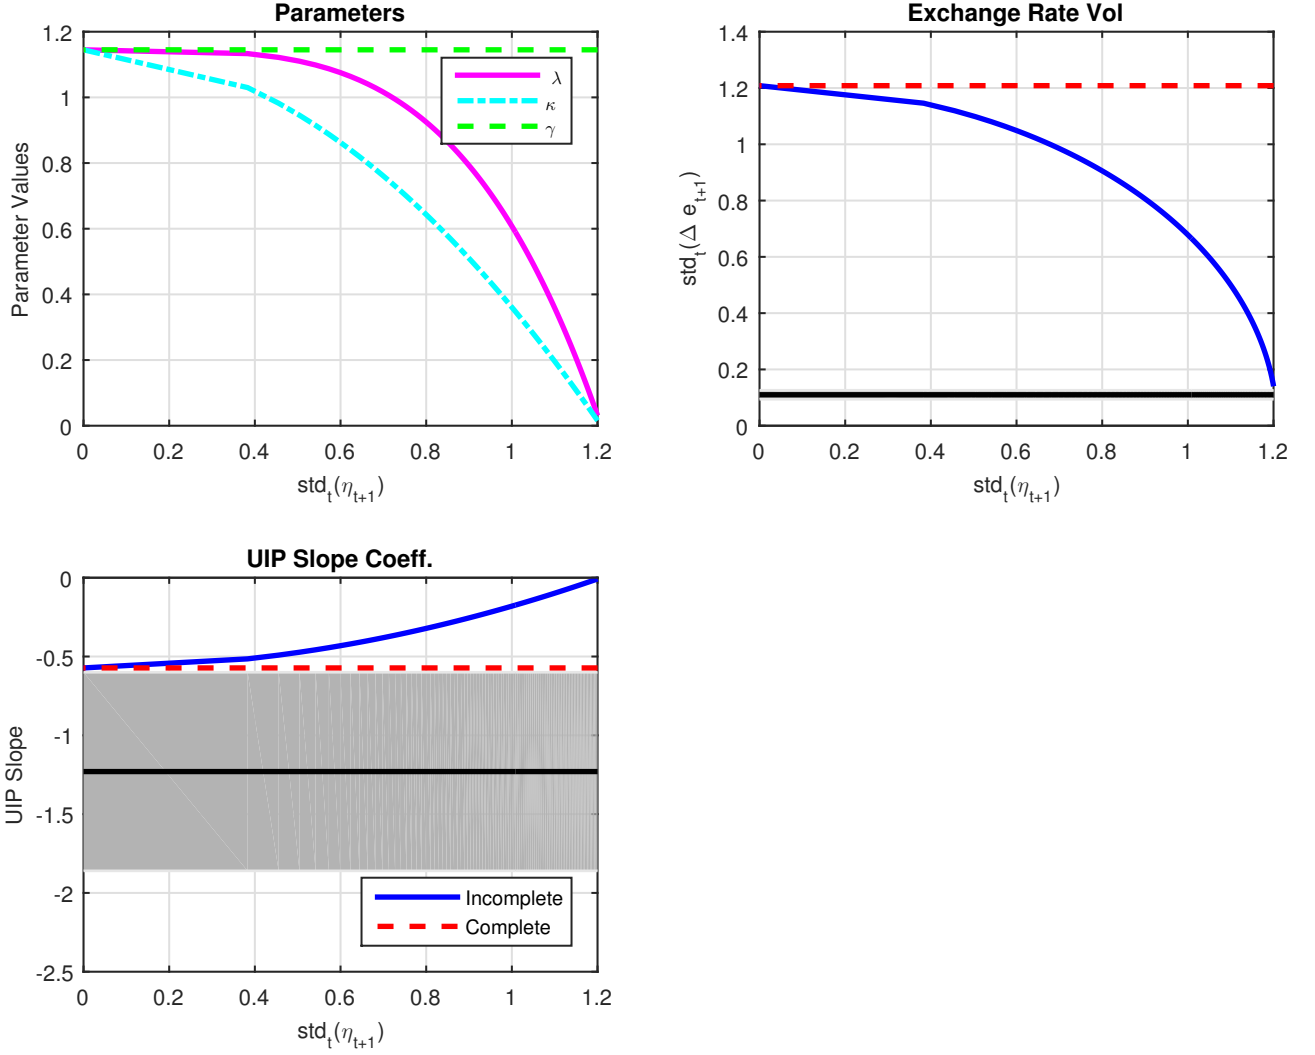 Parameters
1.2
1
0.8
0.6
0.4
0.2
0
Parameter Values
λ
κ
γ
0 0.2 0.4 0.6 0.8 1 1.2
std_t(η_{t+1})
Exchange Rate Vol
1.4
1.2
1
0.8
0.6
0.4
0.2
0
std_t(Δ e_{t+1})
0 0.2 0.4 0.6 0.8 1 1.2
std_t(η_{t+1})
UIP Slope Coeff.
0
-0.5
-1
-1.5
-2
-2.5
UIP Slope
Incomplete
Complete
0 0.2 0.4 0.6 0.8 1 1.2
std_t(η_{t+1})